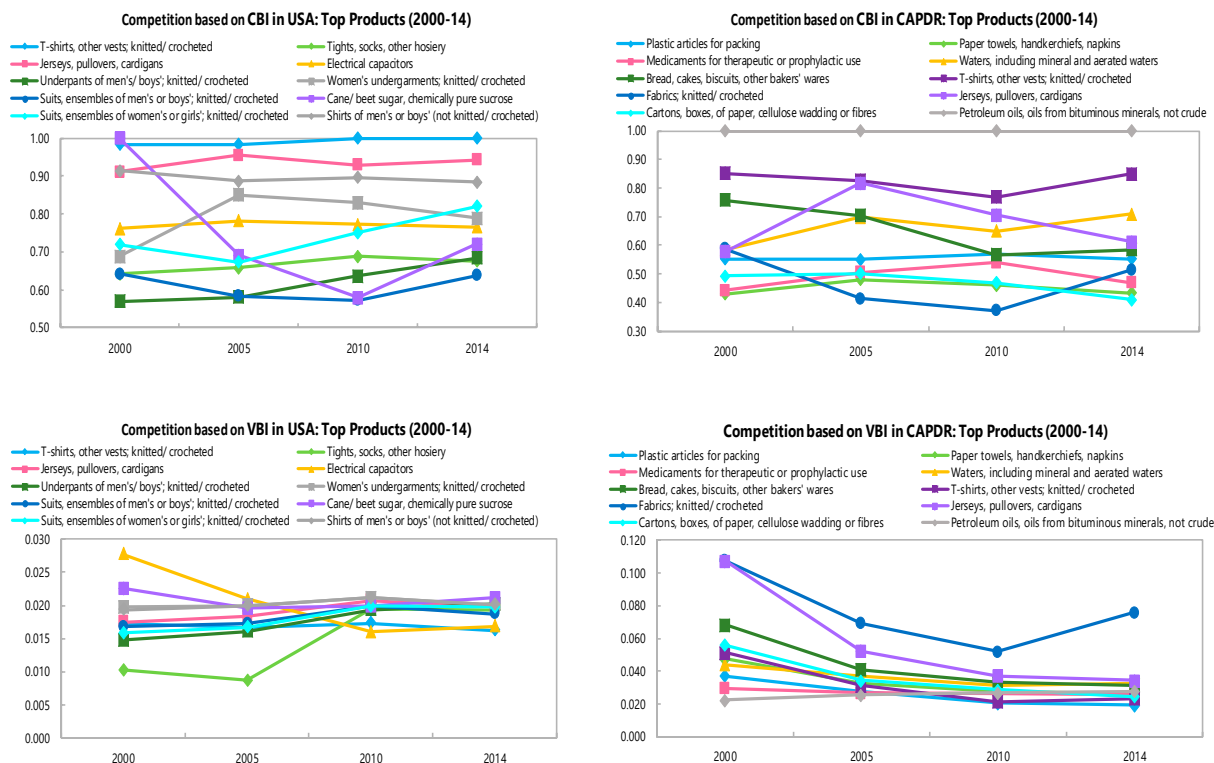 Competition based on CBI in USA: Top Products (2000-14)
T-shirts, other vests; knitted/ crocheted
Tights, socks, other hosiery
Jerseys, pullovers, cardigans
Electrical capacitors
Underpants of men's/ boys'; knitted/ crocheted
Women's undergarments; knitted/ crocheted
Suits, ensembles of men's or boys'; knitted/ crocheted
Cane/ beet sugar, chemically pure sucrose
Suits, ensembles of women's or girls'; knitted/ crocheted
Shirts of men's or boys' (not knitted/ crocheted)
1.00
0.90
0.80
0.70
0.60
0.50
2000 2005 2010 2014
Competition based on CBI in CAPDR: Top Products (2000-14)
Plastic articles for packing
Paper towels, handkerchiefs, napkins
Medicaments for therapeutic or prophylactic use
Waters, including mineral and aerated waters
Bread, cakes, biscuits, other bakers' wares
T-shirts, other vests; knitted/ crocheted
Fabrics; knitted/ crocheted
Jerseys, pullovers, cardigans
Cartons, boxes, of paper, cellulose wadding or fibres
Petroleum oils, oils from bituminous minerals, not crude
1.00
0.90
0.80
0.70
0.60
0.50
0.40
0.30
2000 2005 2010 2014
Competition based on VBI in USA: Top Products (2000-14)
T-shirts, other vests; knitted/ crocheted
Tights, socks, other hosiery
Jerseys, pullovers, cardigans
Electrical capacitors
Underpants of men's/ boys'; knitted/ crocheted
Women's undergarments; knitted/ crocheted
Suits, ensembles of men's or boys'; knitted/ crocheted
Cane/ beet sugar, chemically pure sucrose
Suits, ensembles of women's or girls'; knitted/ crocheted
Shirts of men's or boys' (not knitted/ crocheted)
0.030
0.025
0.020
0.015
0.010
0.005
0.000
2000 2005 2010 2014
Competition based on VBI in CAPDR: Top Products (2000-14)
Plastic articles for packing
Paper towels, handkerchiefs, napkins
Medicaments for therapeutic or prophylactic use
Waters, including mineral and aerated waters
Bread, cakes, biscuits, other bakers' wares
T-shirts, other vests; knitted/ crocheted
Fabrics; knitted/ crocheted
Jerseys, pullovers, cardigans
Cartons, boxes, of paper, cellulose wadding or fibres
Petroleum oils, oils from bituminous minerals, not crude
0.120
0.100
0.080
0.060
0.040
0.020
0.000
2000 2005 2010 2014